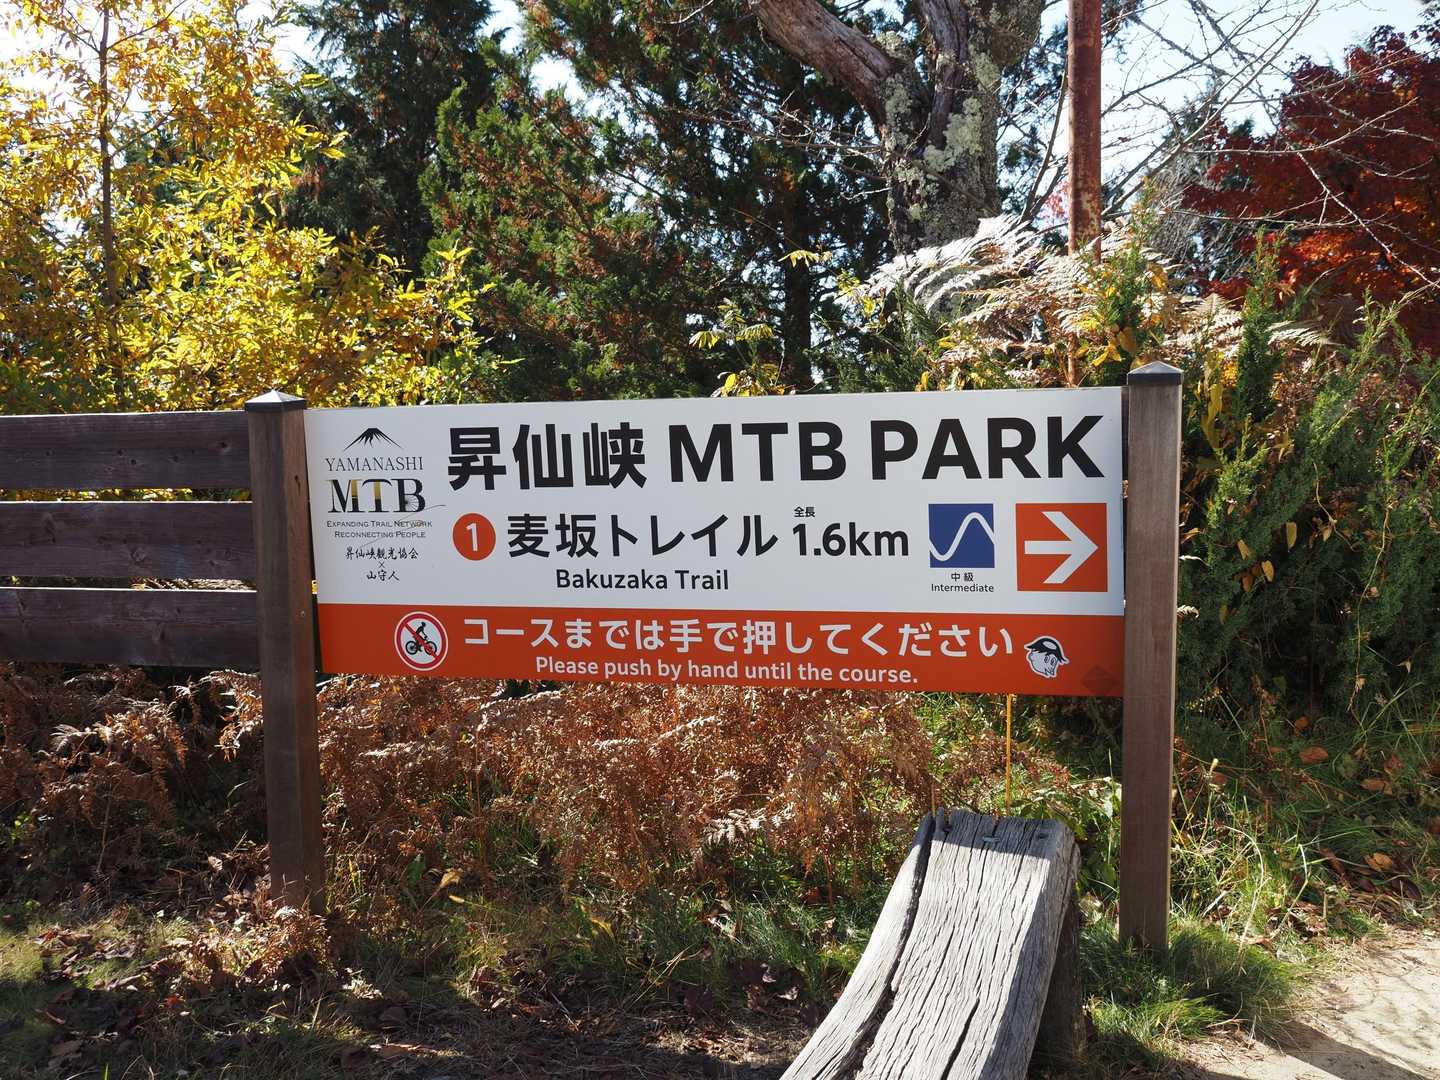 YAMANASHI
MTB
EXPANDING TRAIL NETWORK
RECONNECTING PEOPLE
昇仙峡観光協会
×
山守人
昇仙峡 MTB PARK
1 麦坂トレイル 全長 1.6km
Bakuzaka Trail
中級
Intermediate
コースまでは手で押してください
Please push by hand until the course.